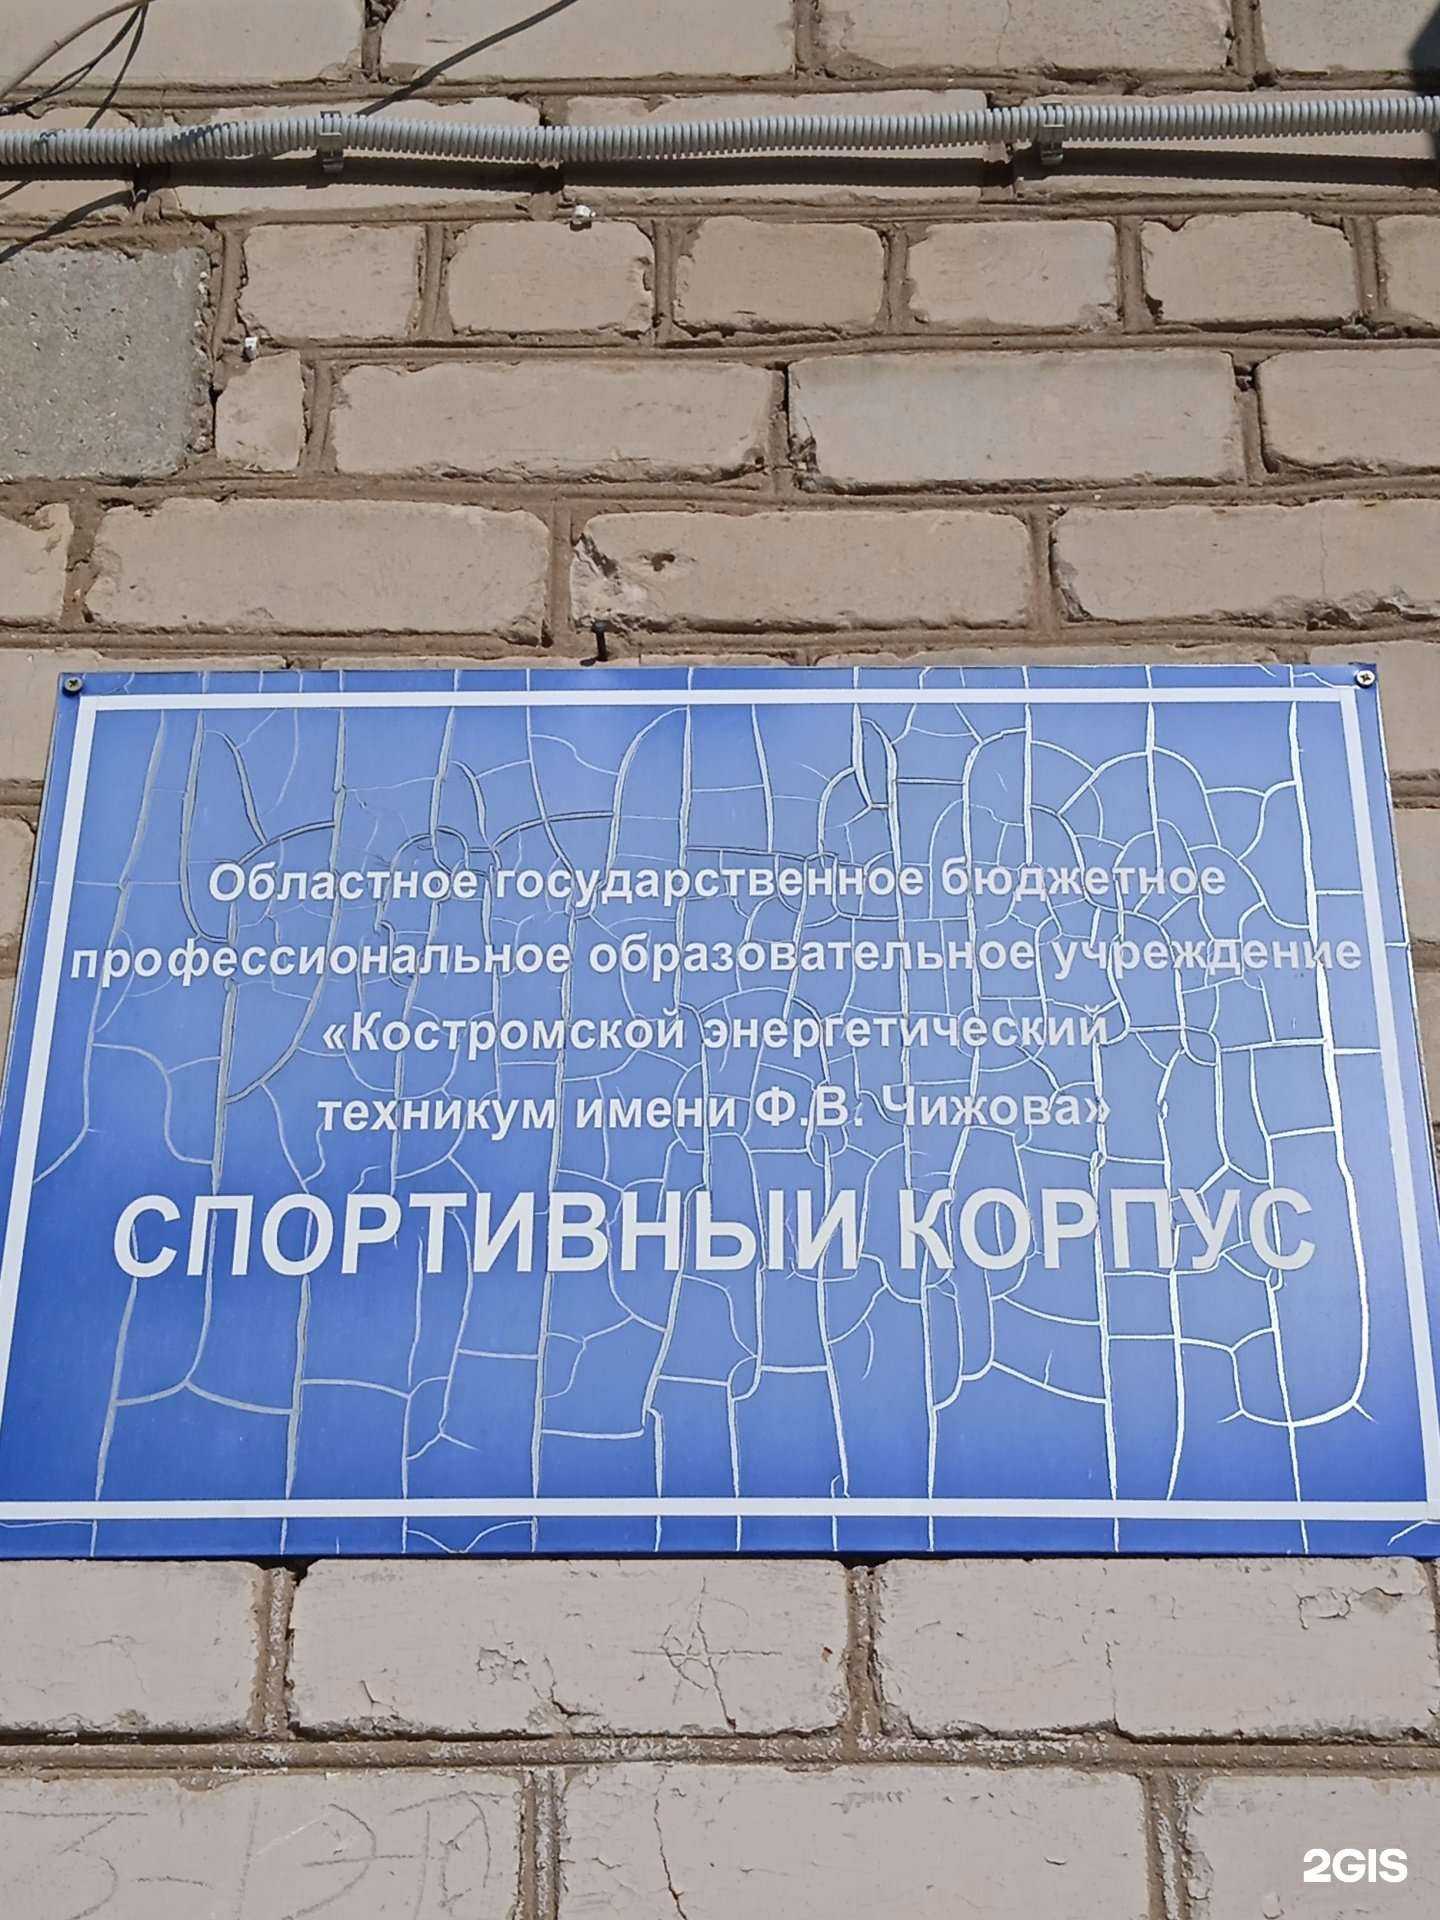 Областное государственное бюджетное
профессиональное образовательное учреждение
«Костромской энергетический
техникум имени Ф.В. Чижова»
СПОРТИВНЫЙ КОРПУС
2GIS